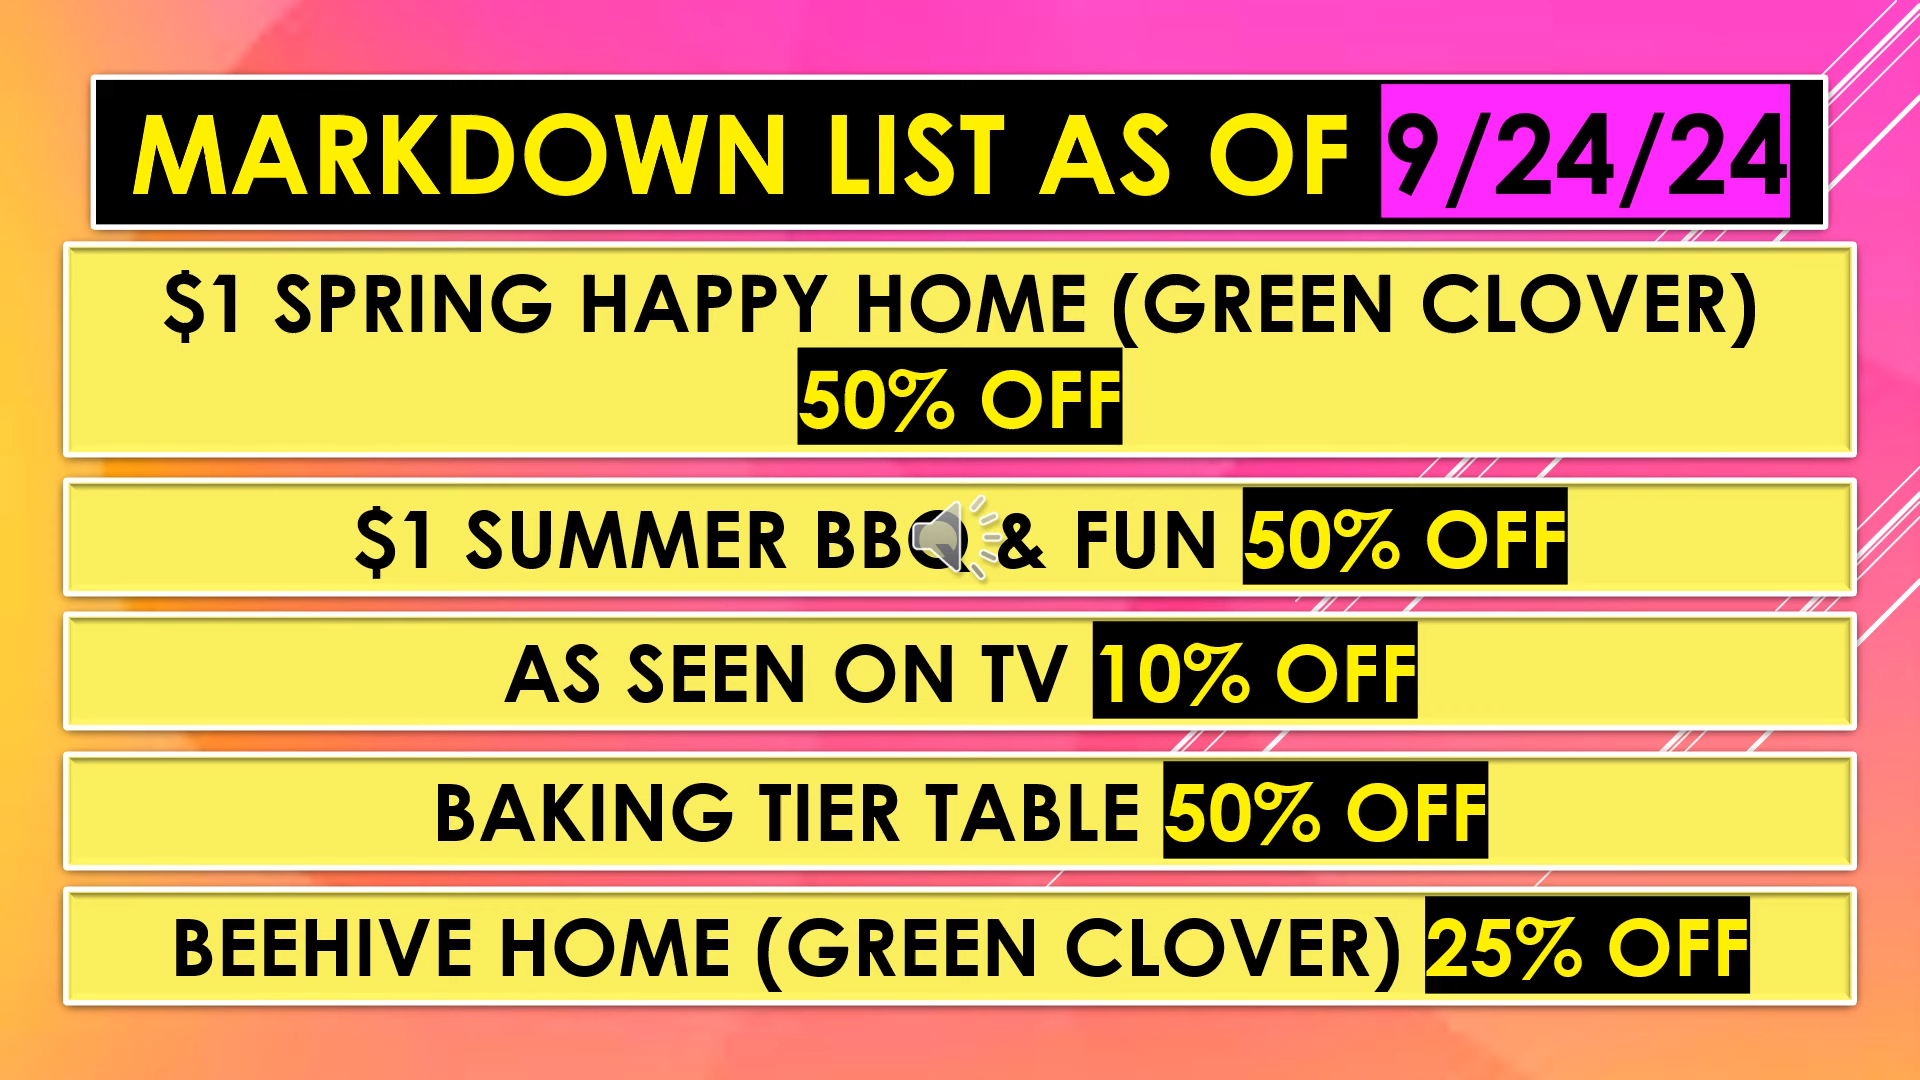 MARKDOWN LIST AS OF 9/24/24
$1 SPRING HAPPY HOME (GREEN CLOVER)
50% OFF
$1 SUMMER BBQ & FUN 50% OFF
AS SEEN ON TV 10% OFF
BAKING TIER TABLE 50% OFF
BEEHIVE HOME (GREEN CLOVER) 25% OFF